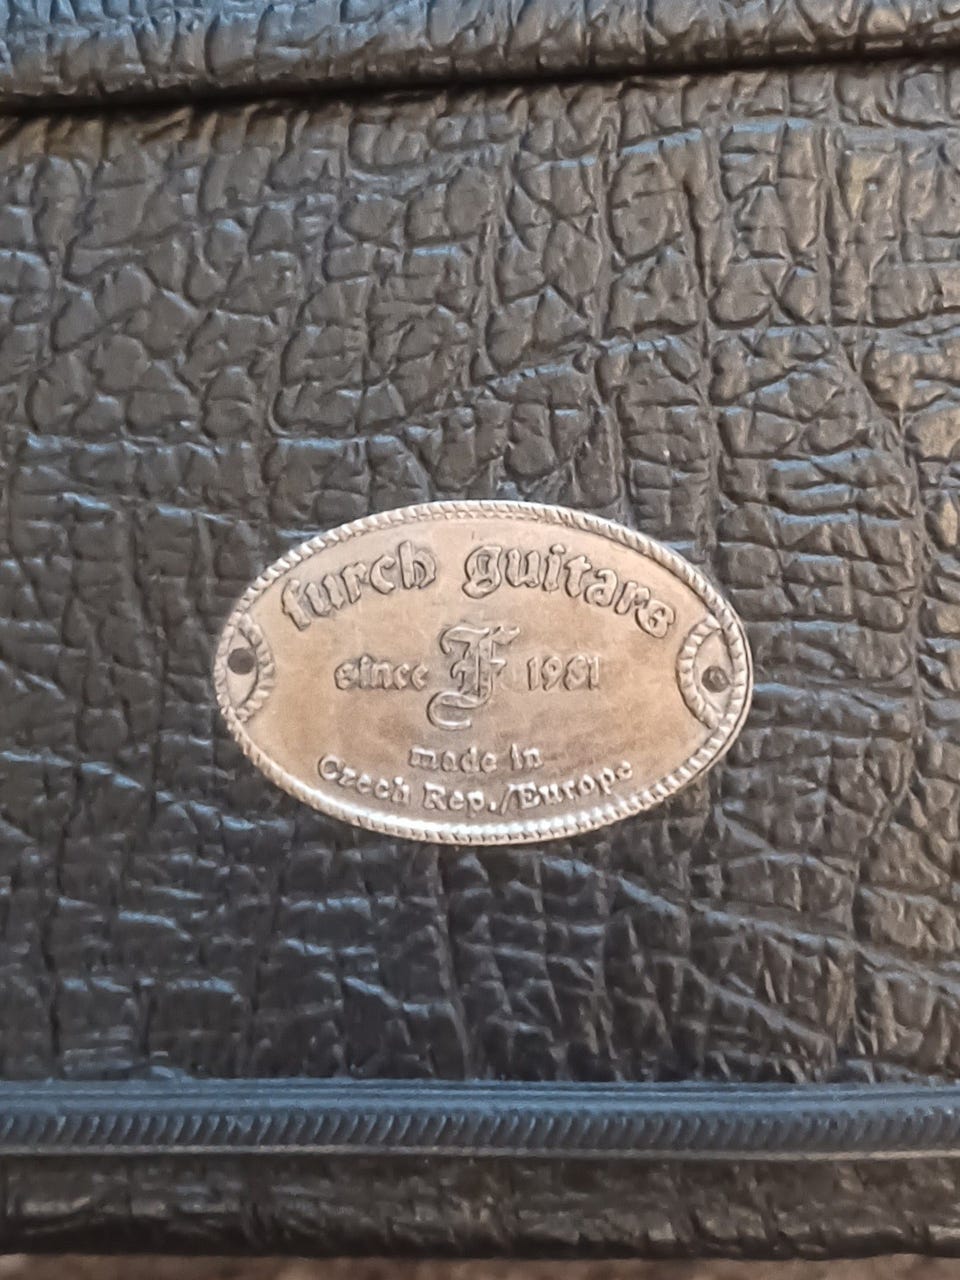 furch guitars
since F 1981
made in
Czech Rep./Europe